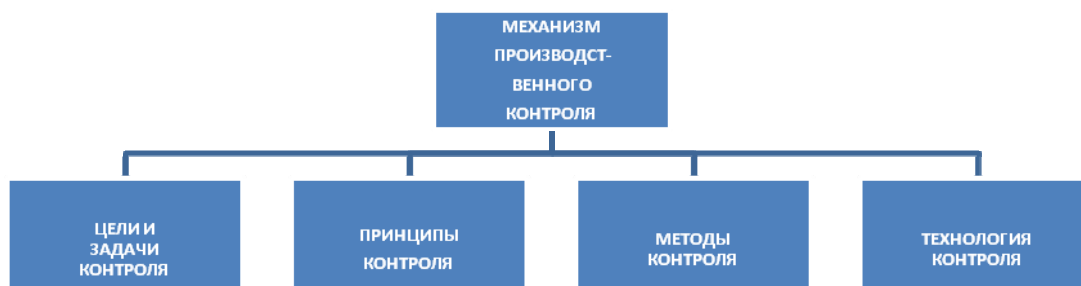 МЕХАНИЗМ
ПРОИЗВОДСТ-
ВЕННОГО
КОНТРОЛЯ
ЦЕЛИ И
ЗАДАЧИ
КОНТРОЛЯ
ПРИНЦИПЫ
КОНТРОЛЯ
МЕТОДЫ
КОНТРОЛЯ
ТЕХНОЛОГИЯ
КОНТРОЛЯ